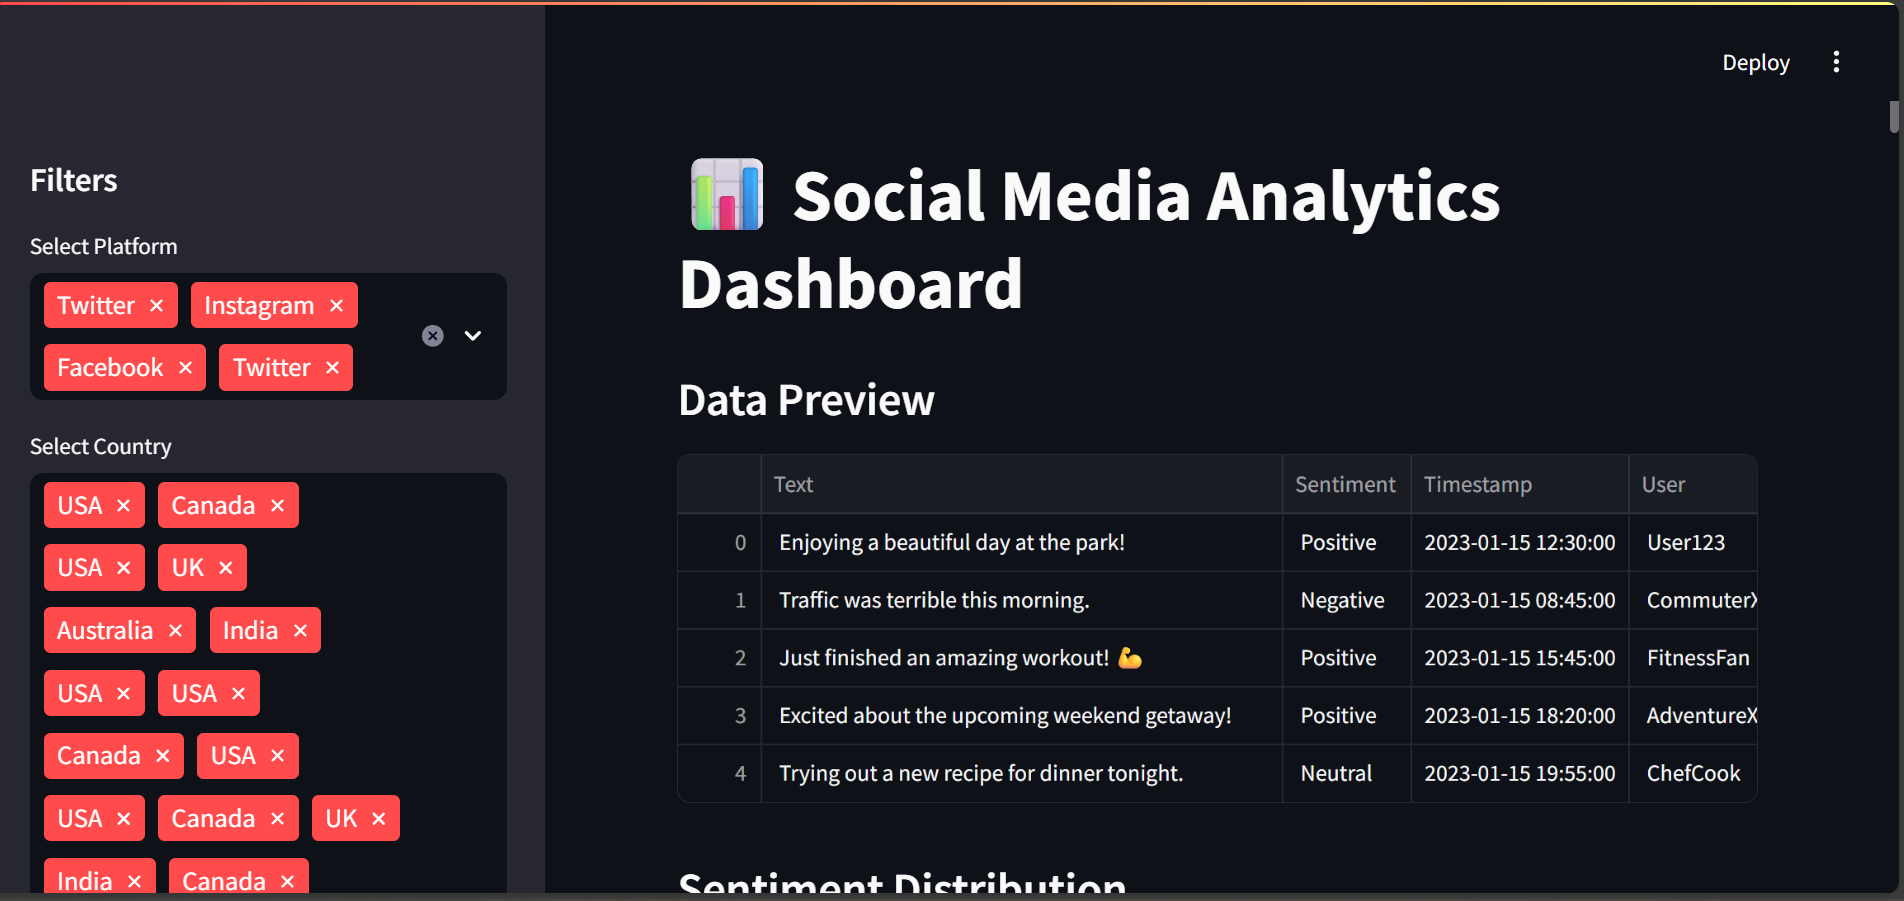 Deploy
Filters
Select Platform
Twitter × Instagram ×
Facebook × Twitter ×
Select Country
USA × Canada ×
USA × UK ×
Australia × India ×
USA × USA ×
Canada × USA ×
USA × Canada × UK ×
India × Canada ×
📊 Social Media Analytics
Dashboard
Data Preview
Text Sentiment Timestamp User
0 Enjoying a beautiful day at the park! Positive 2023-01-15 12:30:00 User123
1 Traffic was terrible this morning. Negative 2023-01-15 08:45:00 CommuterX
2 Just finished an amazing workout! 💪 Positive 2023-01-15 15:45:00 FitnessFan
3 Excited about the upcoming weekend getaway! Positive 2023-01-15 18:20:00 AdventureX
4 Trying out a new recipe for dinner tonight. Neutral 2023-01-15 19:55:00 ChefCook
Sentiment Distribution